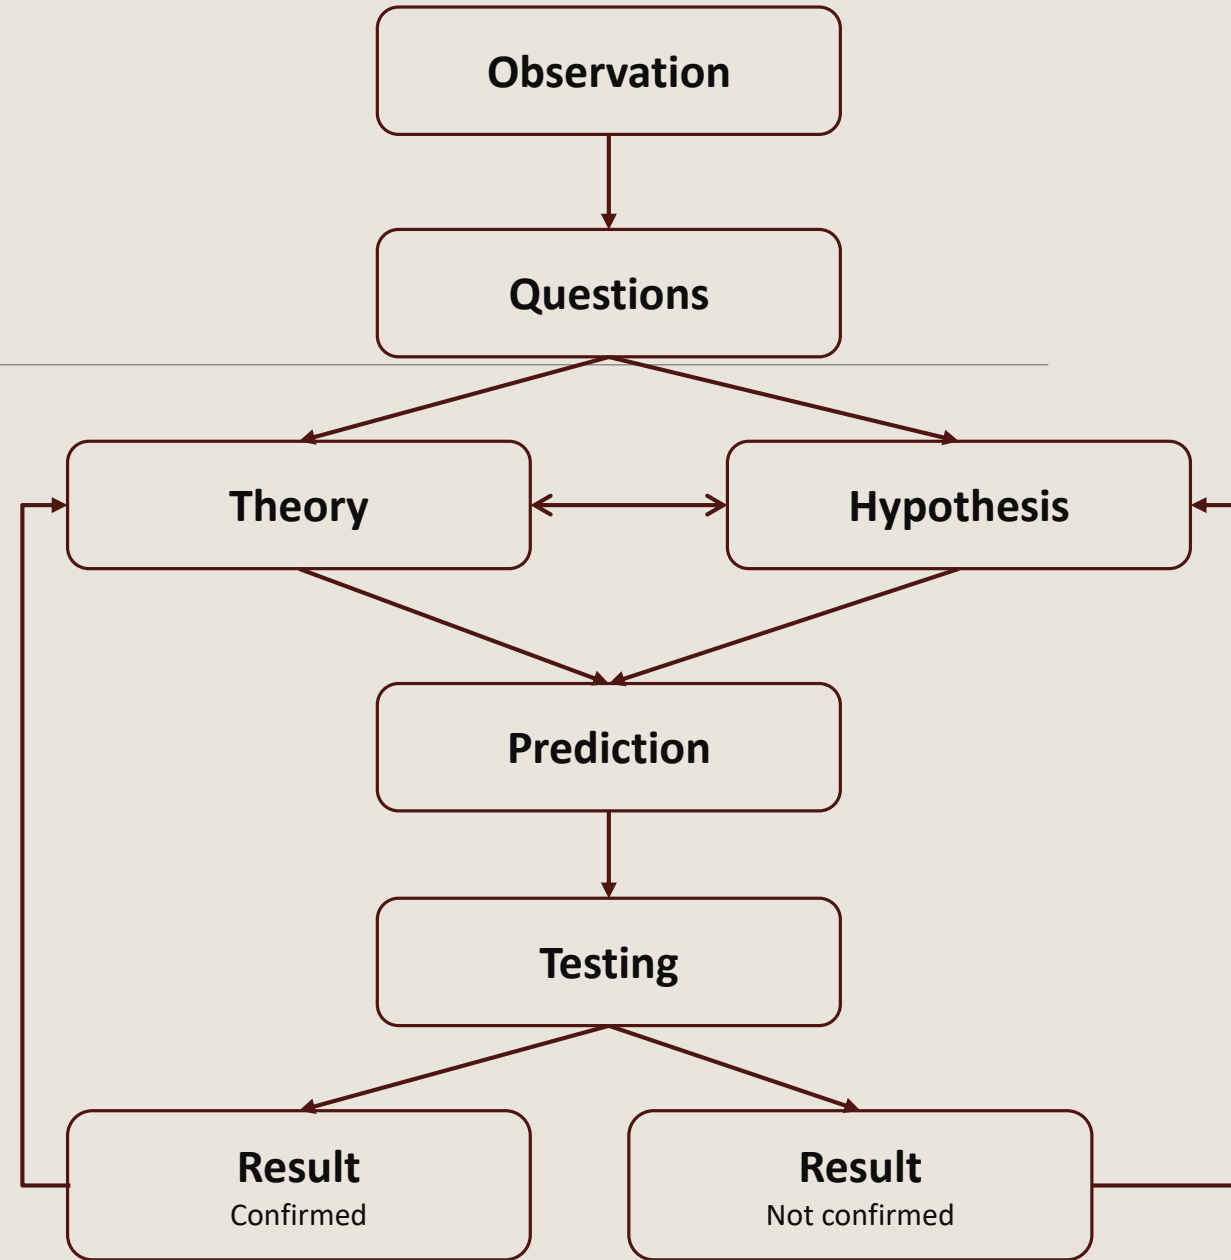 Observation
Questions
Theory
Hypothesis
Prediction
Testing
Result
Confirmed
Result
Not confirmed